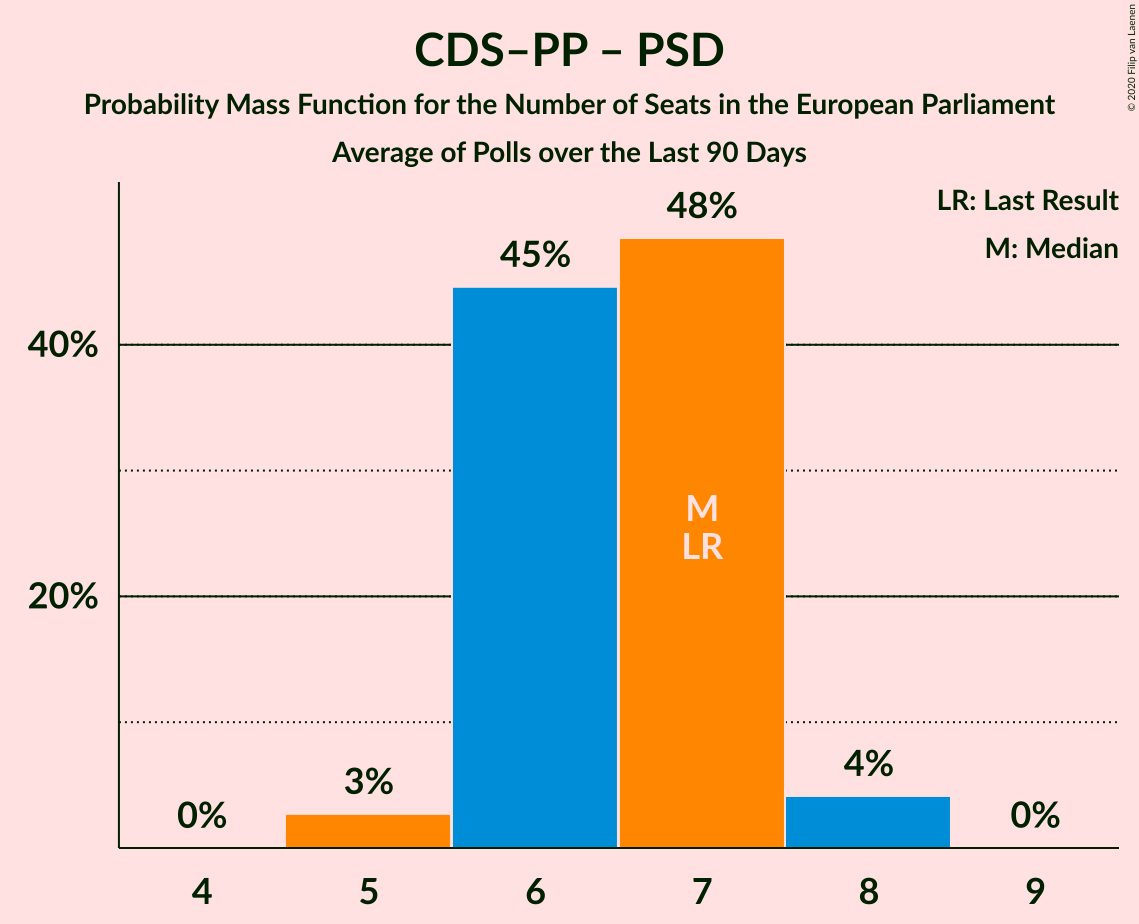 CDS–PP – PSD
Probability Mass Function for the Number of Seats in the European Parliament
Average of Polls over the Last 90 Days
© 2020 Filip van Laenen
LR: Last Result
M: Median
48%
45%
40%
M
LR
20%
4%
3%
0%
0%
4 5 6 7 8 9